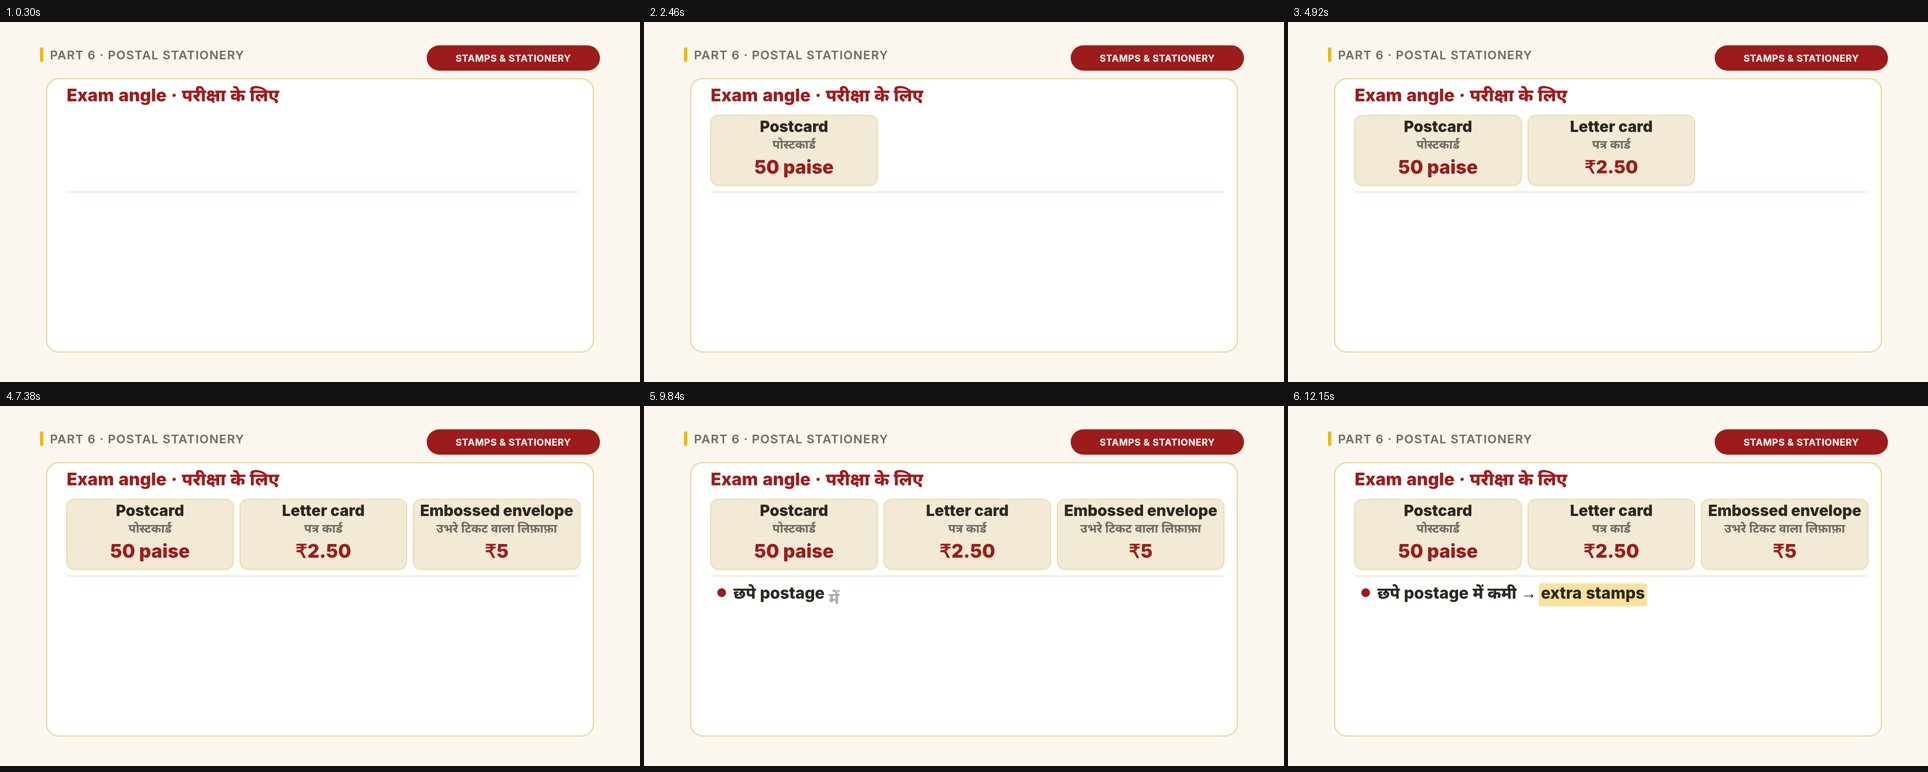 1. 0.30s
PART 6 · POSTAL STATIONERY
STAMPS & STATIONERY
Exam angle · परीक्षा के लिए
2. 2.46s
PART 6 · POSTAL STATIONERY
STAMPS & STATIONERY
Exam angle · परीक्षा के लिए
Postcard
पोस्टकार्ड
50 paise
3. 4.92s
PART 6 · POSTAL STATIONERY
STAMPS & STATIONERY
Exam angle · परीक्षा के लिए
Postcard
पोस्टकार्ड
50 paise
Letter card
पत्र कार्ड
₹2.50
4. 7.38s
PART 6 · POSTAL STATIONERY
STAMPS & STATIONERY
Exam angle · परीक्षा के लिए
Postcard
पोस्टकार्ड
50 paise
Letter card
पत्र कार्ड
₹2.50
Embossed envelope
उभरे टिकट वाला लिफ़ाफ़ा
₹5
5. 9.84s
PART 6 · POSTAL STATIONERY
STAMPS & STATIONERY
Exam angle · परीक्षा के लिए
Postcard
पोस्टकार्ड
50 paise
Letter card
पत्र कार्ड
₹2.50
Embossed envelope
उभरे टिकट वाला लिफ़ाफ़ा
₹5
छपे postage में
6. 12.15s
PART 6 · POSTAL STATIONERY
STAMPS & STATIONERY
Exam angle · परीक्षा के लिए
Postcard
पोस्टकार्ड
50 paise
Letter card
पत्र कार्ड
₹2.50
Embossed envelope
उभरे टिकट वाला लिफ़ाफ़ा
₹5
छपे postage में कमी → extra stamps